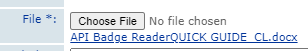 File *: Choose File No file chosen
API Badge ReaderQUICK GUIDE_CL.docx